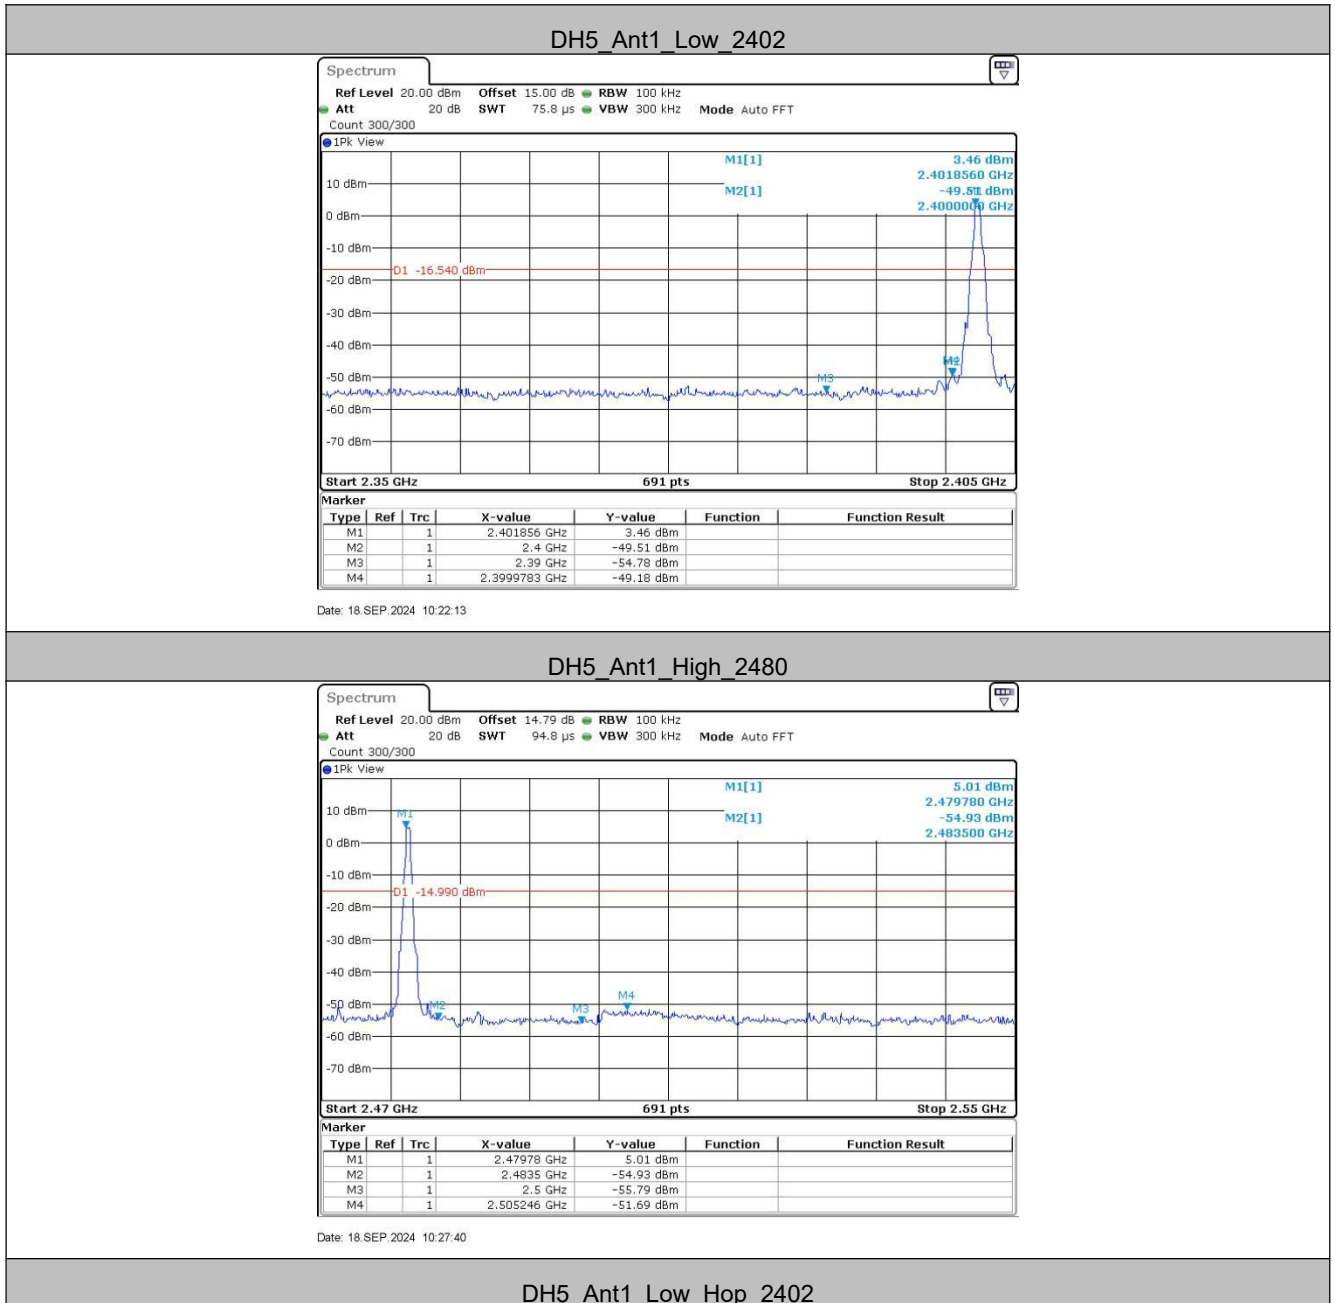 DH5_Ant1_Low_2402
Spectrum
Ref Level 20.00 dBm Offset 15.00 dB RBW 100 kHz
Att 20 dB SWT 75.8 µs VBW 300 kHz Mode Auto FFT
Count 300/300
1Pk View
M1[1] 3.46 dBm
2.4018560 GHz
M2[1] -49.51 dBm
2.4000000 GHz
M1
10 dBm
0 dBm
-10 dBm
D1 -16.540 dBm
-20 dBm
-30 dBm
-40 dBm
M2
-50 dBm
M3
-60 dBm
-70 dBm
Start 2.35 GHz 691 pts Stop 2.405 GHz
Marker
Type Ref Trc X-value Y-value Function Function Result
M1 1 2.401856 GHz 3.46 dBm
M2 1 2.4 GHz -49.51 dBm
M3 1 2.39 GHz -54.78 dBm
M4 1 2.3999783 GHz -49.18 dBm
Date: 18.SEP.2024 10:22:13
DH5_Ant1_High_2480
Spectrum
Ref Level 20.00 dBm Offset 14.79 dB RBW 100 kHz
Att 20 dB SWT 94.8 µs VBW 300 kHz Mode Auto FFT
Count 300/300
1Pk View
M1[1] 5.01 dBm
2.479780 GHz
M2[1] -54.93 dBm
2.483500 GHz
10 dBm
M1
0 dBm
-10 dBm
D1 -14.990 dBm
-20 dBm
-30 dBm
-40 dBm
-50 dBm
M2 M3 M4
-60 dBm
-70 dBm
Start 2.47 GHz 691 pts Stop 2.55 GHz
Marker
Type Ref Trc X-value Y-value Function Function Result
M1 1 2.47978 GHz 5.01 dBm
M2 1 2.4835 GHz -54.93 dBm
M3 1 2.5 GHz -55.79 dBm
M4 1 2.505246 GHz -51.69 dBm
Date: 18.SEP.2024 10:27:40
DH5_Ant1_Low_Hop_2402